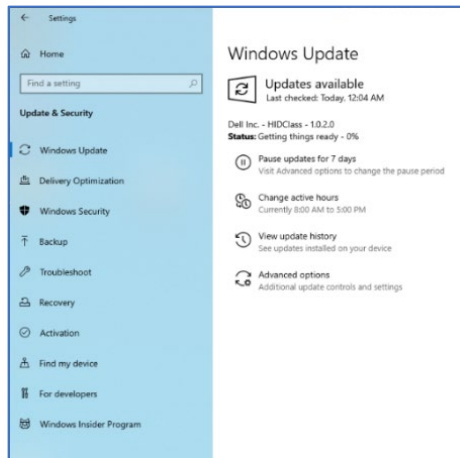 Settings
Home
Find a setting
Update & Security
Windows Update
Delivery Optimization
Windows Security
Backup
Troubleshoot
Recovery
Activation
Find my device
For developers
Windows Insider Program
Windows Update
Updates available
Last checked: Today, 12:04 AM
Dell Inc. - HIDClass - 1.0.2.0
Status: Getting things ready - 0%
Pause updates for 7 days
Visit Advanced options to change the pause period
Change active hours
Currently 8:00 AM to 5:00 PM
View update history
See updates installed on your device
Advanced options
Additional update controls and settings